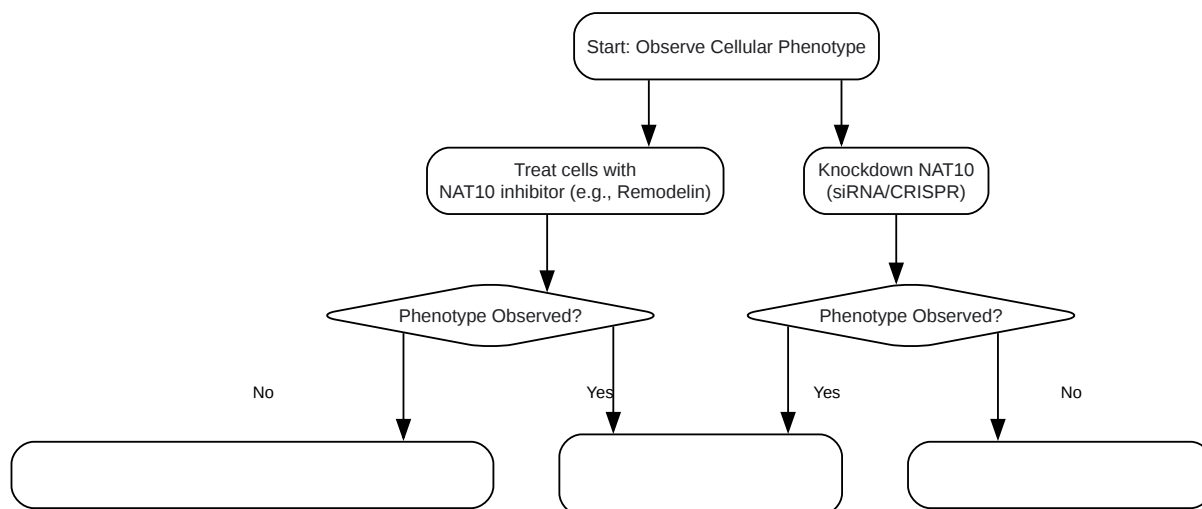 Start: Observe Cellular Phenotype
Treat cells with
NAT10 inhibitor (e.g., Remodelin)
Knockdown NAT10
(siRNA/CRISPR)
Phenotype Observed?
Phenotype Observed?
No
Yes
Yes
No